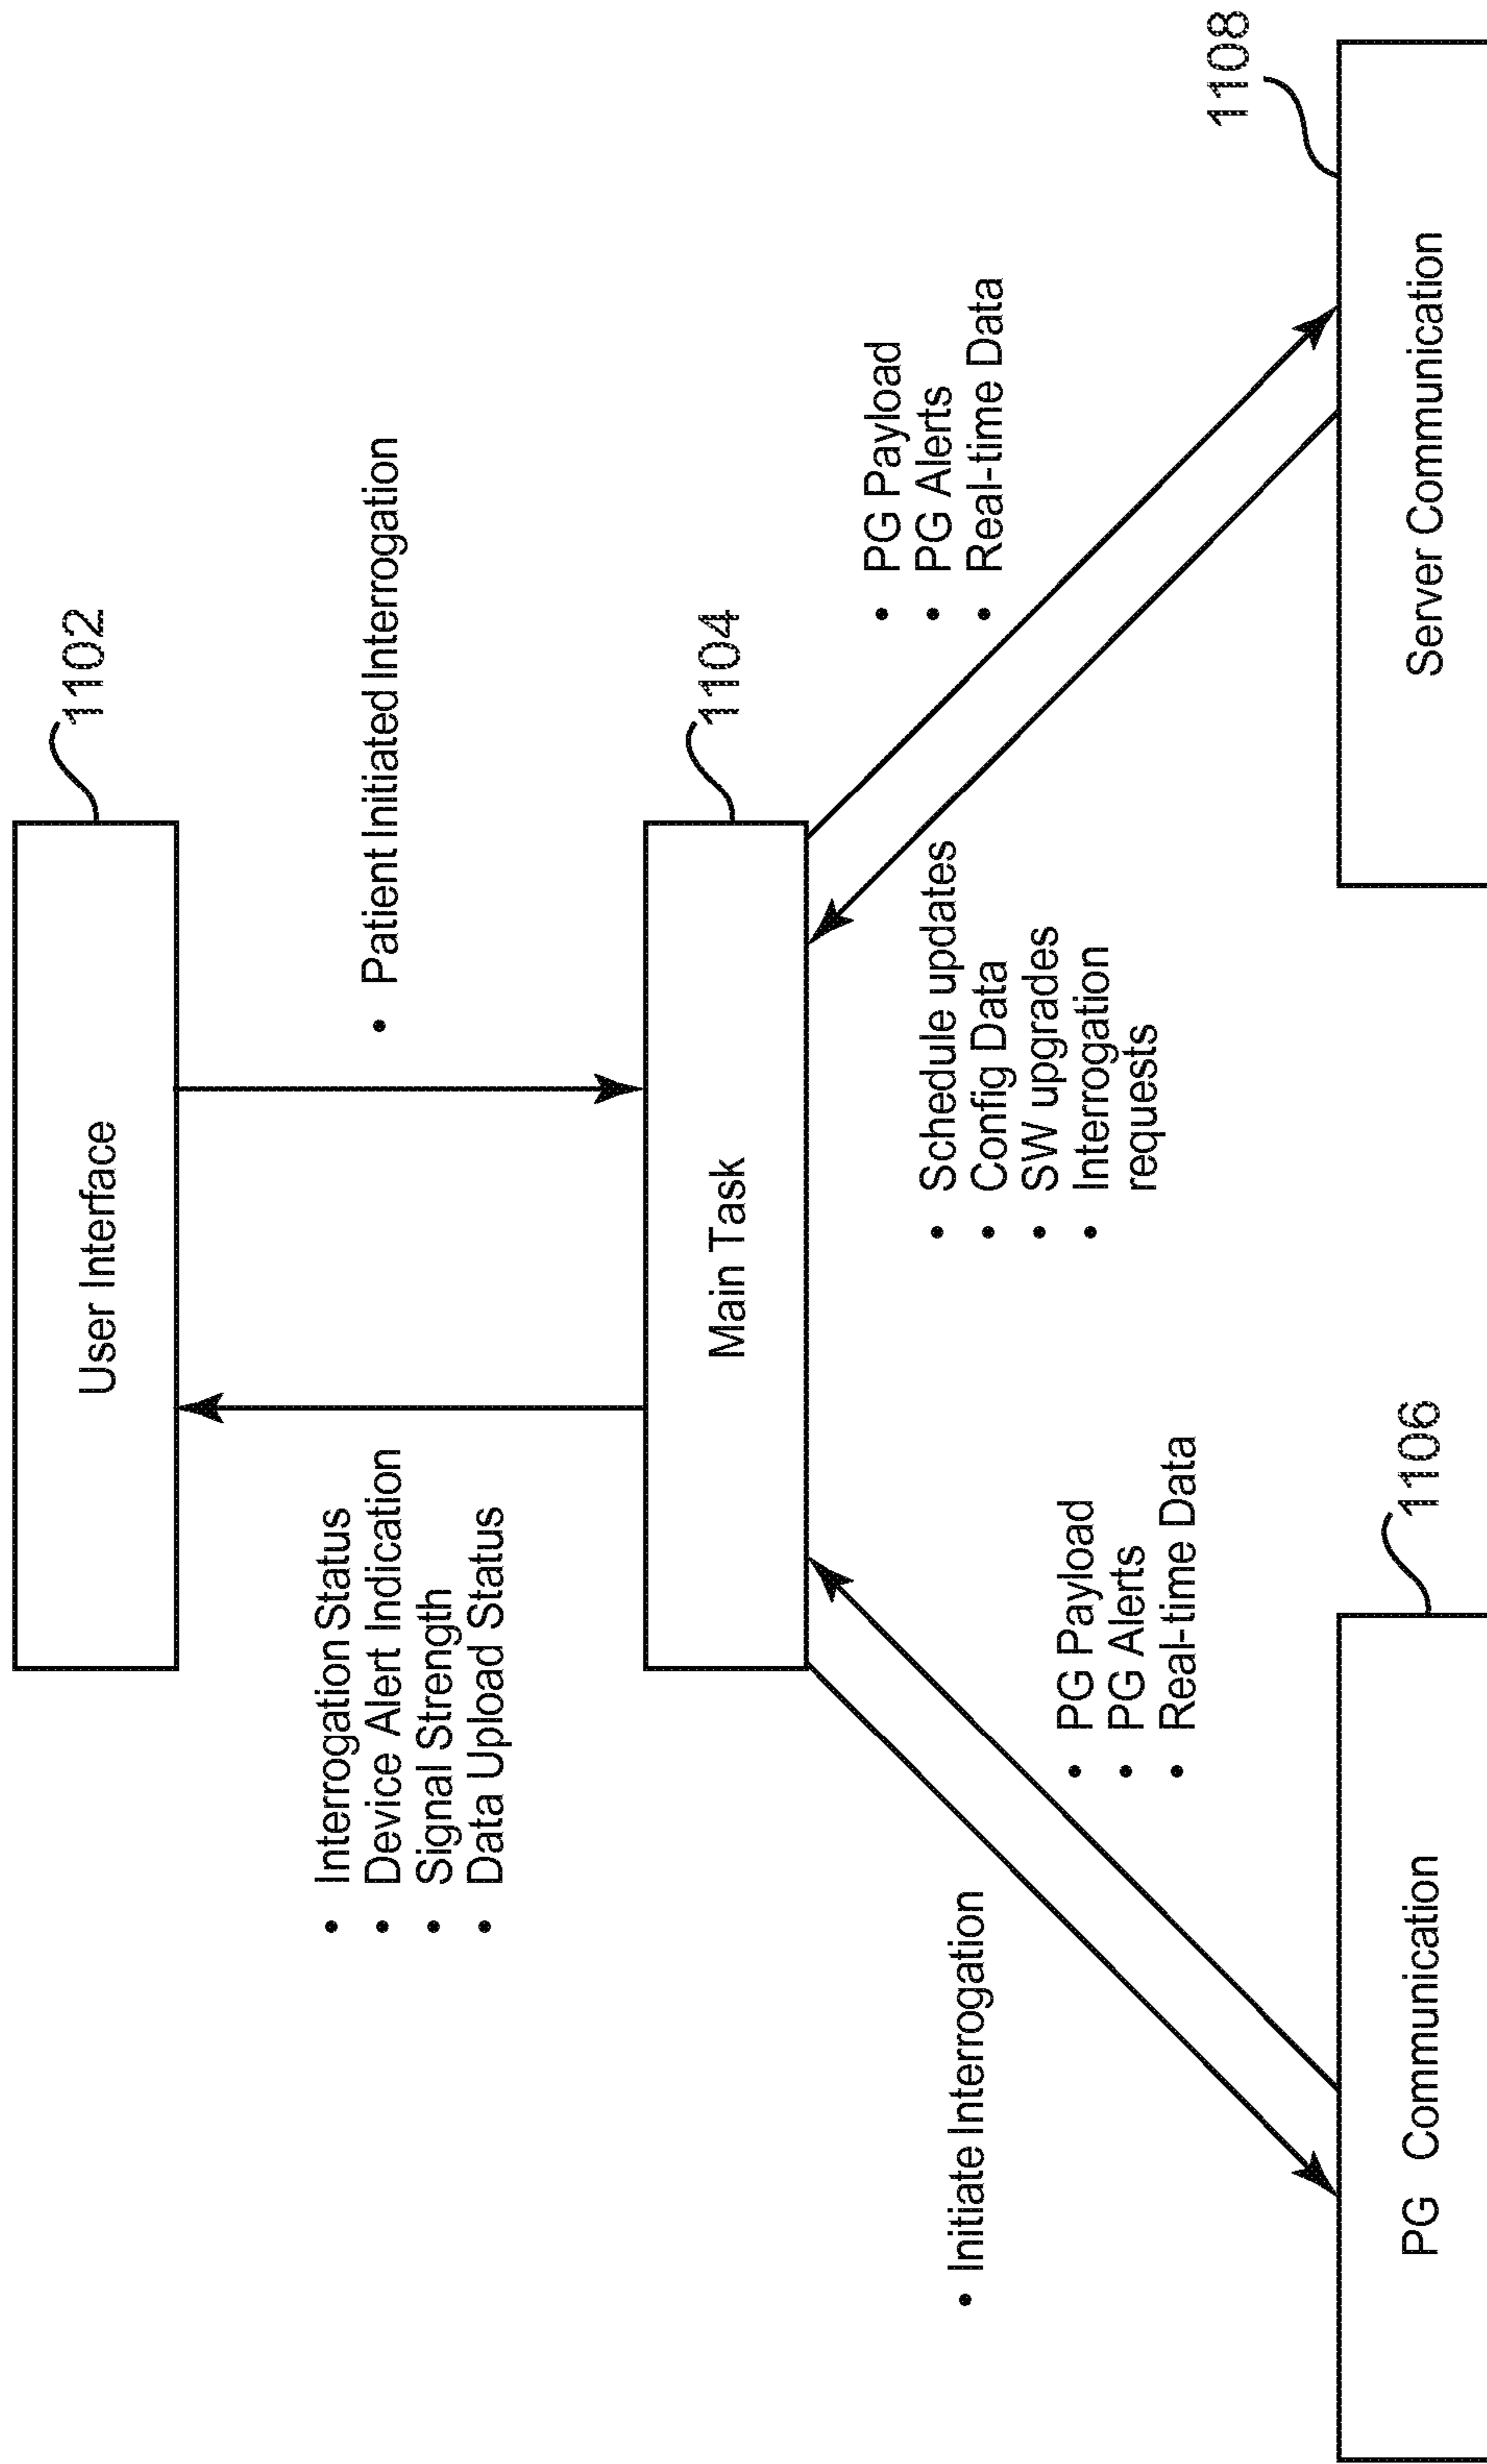 User Interface
1102
• Interrogation Status
• Device Alert Indication
• Signal Strength
• Data Upload Status
• Patient Initiated Interrogation
Main Task
1104
• Initiate Interrogation
• PG Payload
• PG Alerts
• Real-time Data
• Schedule updates
• Config Data
• SW upgrades
• Interrogation
requests
• PG Payload
• PG Alerts
• Real-time Data
PG Communication
1106
Server Communication
1108